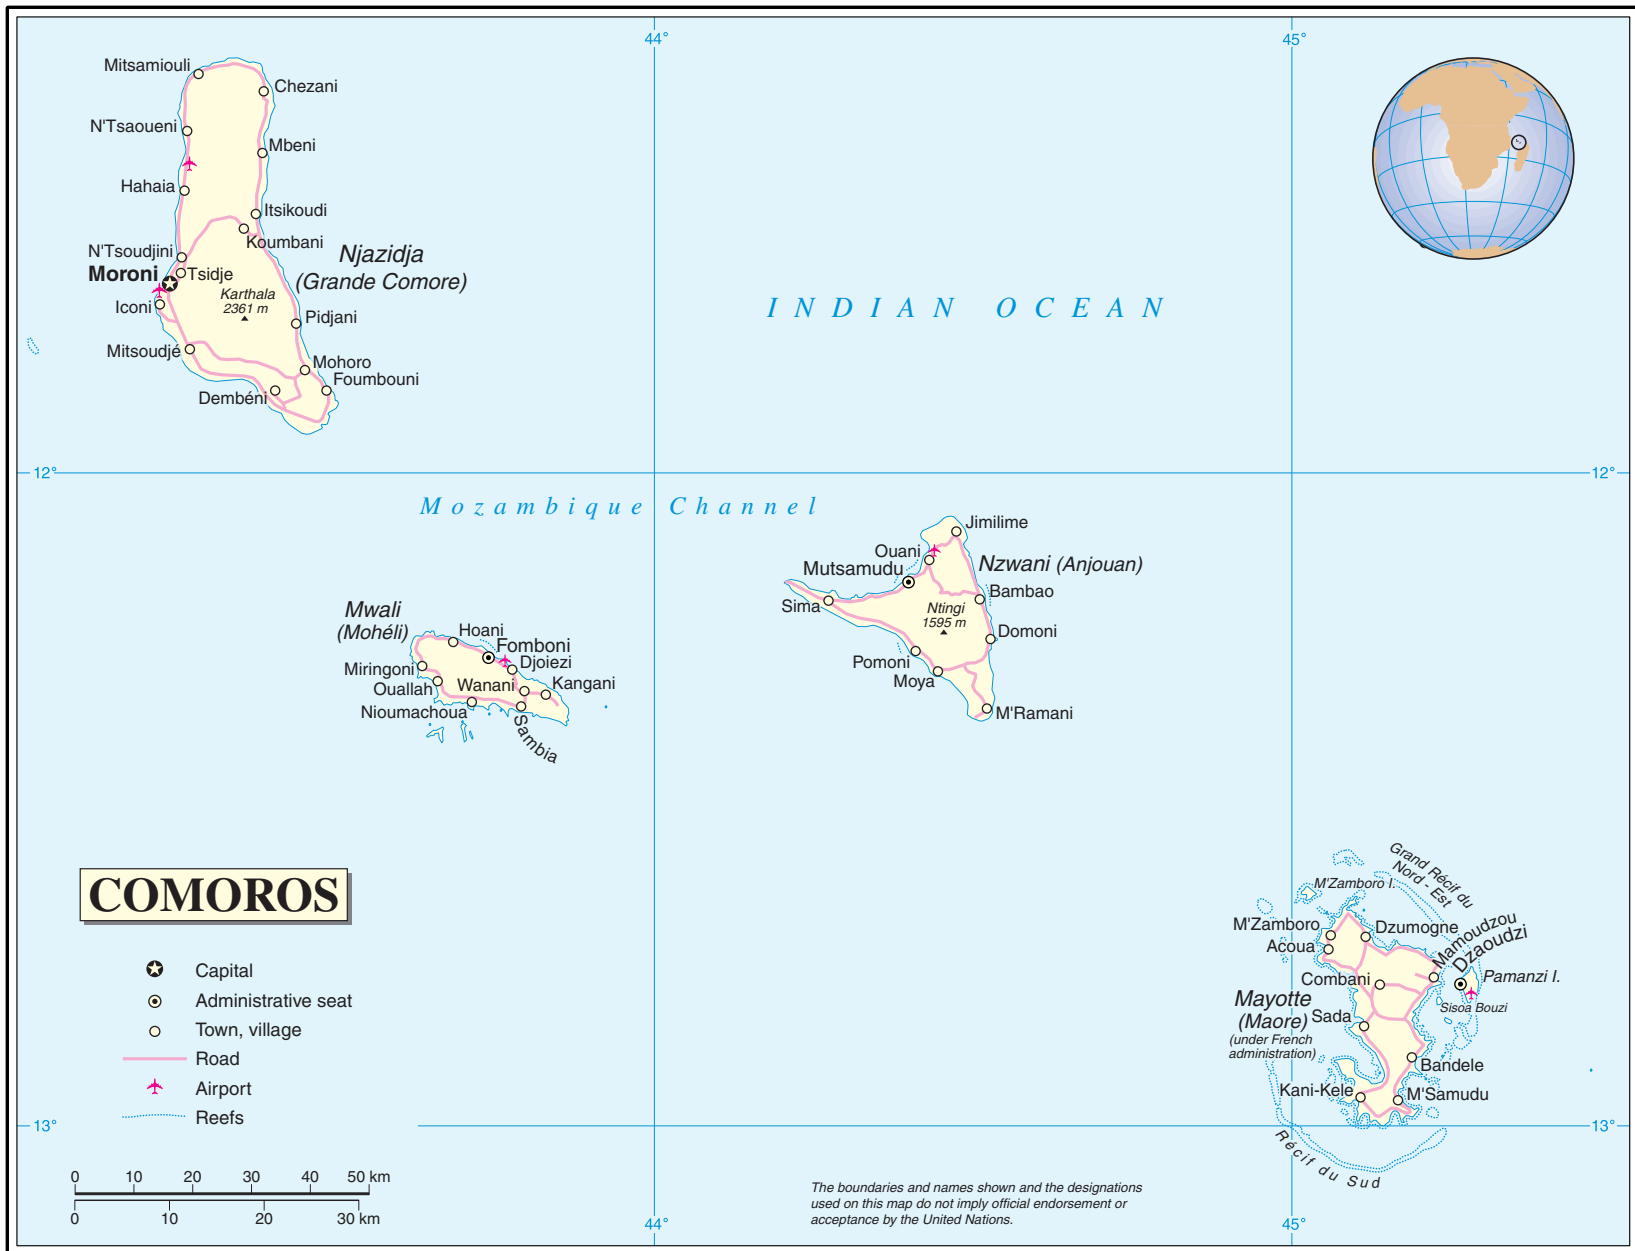 44°
45°
Mitsamiouli
Chezani
N'Tsaoueni
Mbeni
Hahaia
Itsikoudi
Koumbani
N'Tsoudjini
Njazidja
(Grande Comore)
Moroni
Tsidje
Karthala
2361 m
Iconi
Pidjani
Mitsoudjé
Mohoro
Foumbouni
Dembéni
INDIAN OCEAN
12°
12°
Mozambique Channel
Jimilime
Ouani
Mutsamudu
Nzwani (Anjouan)
Bambao
Sima
Ntingi
1595 m
Domoni
Pomoni
Moya
M'Ramani
Mwali
(Mohéli)
Hoani
Fomboni
Djoiezi
Miringoni
Ouallah
Wanani
Kangani
Nioumachoua
Sambia
COMOROS
Capital
Administrative seat
Town, village
Road
Airport
Reefs
Grand Récif du
Nord - Est
M'Zamboro I.
M'Zamboro
Dzumogne
Acoua
Mamoudzou
Dzaoudzi
Combani
Pamanzi I.
Sisoa Bouzi
Mayotte
(Maore)
(under French
administration)
Sada
Bandele
Kani-Kele
M'Samudu
Récif du Sud
13°
13°
0 10 20 30 40 50 km
0 10 20 30 km
The boundaries and names shown and the designations
used on this map do not imply official endorsement or
acceptance by the United Nations.
44°
45°